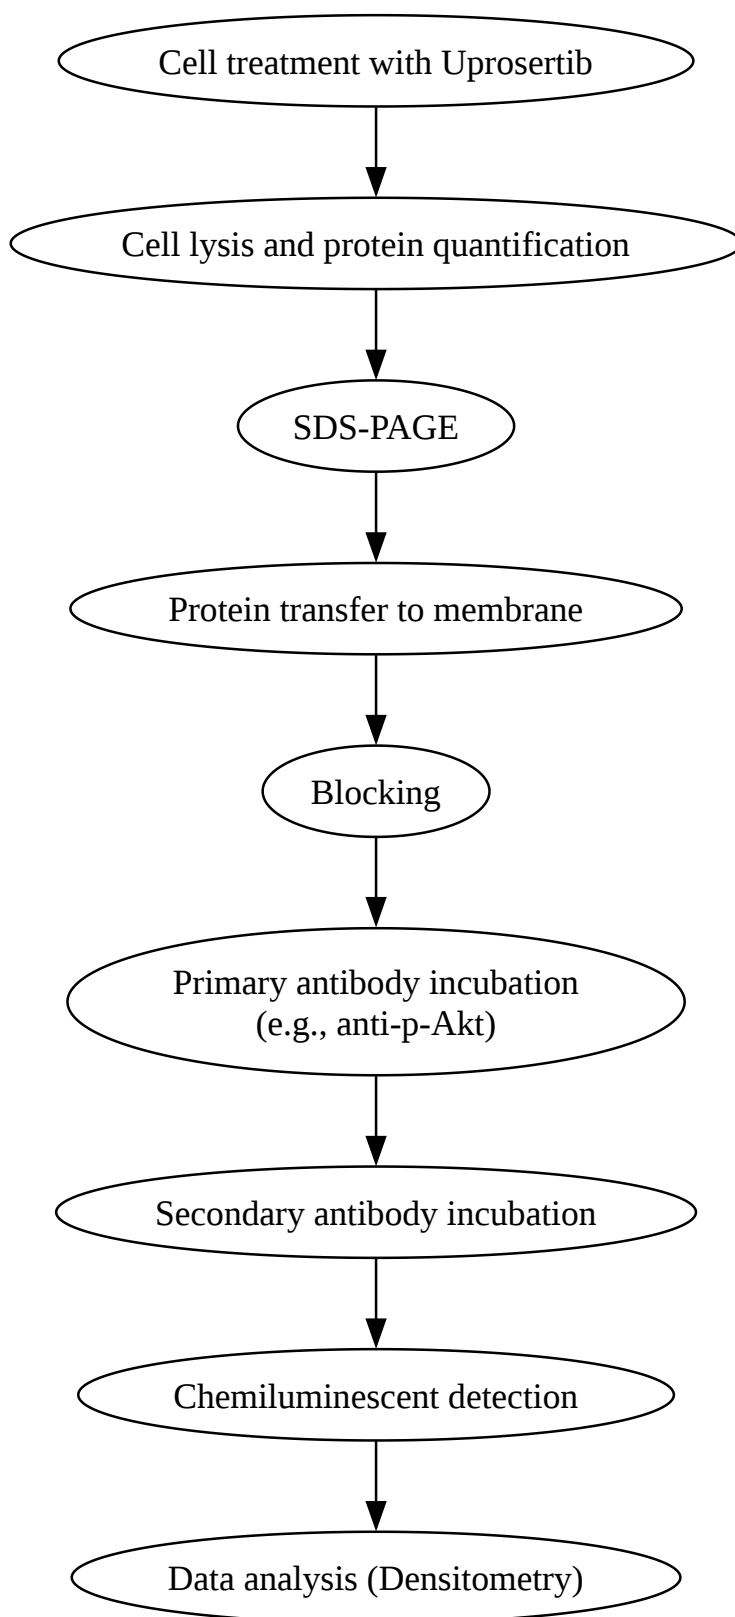 Cell treatment with Uprosertib
Cell lysis and protein quantification
SDS-PAGE
Protein transfer to membrane
Blocking
Primary antibody incubation
(e.g., anti-p-Akt)
Secondary antibody incubation
Chemiluminescent detection
Data analysis (Densitometry)